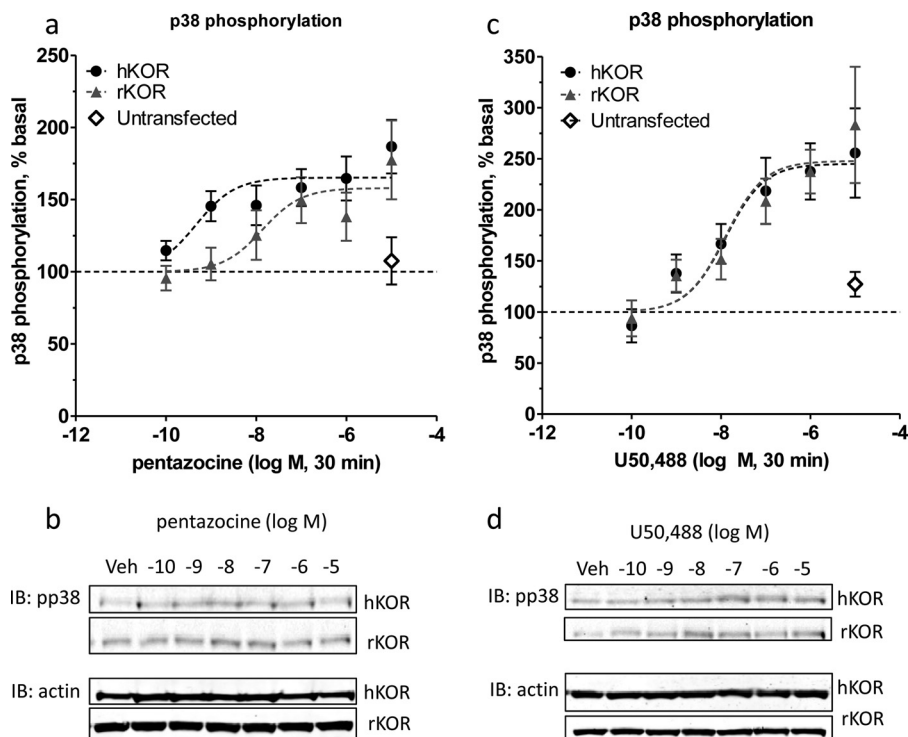 a
p38 phosphorylation
p38 phosphorylation, % basal
250
200
150
100
50
0
hKOR
rKOR
Untransfected
-12 -10 -8 -6 -4
pentazocine (log M, 30 min)
c
p38 phosphorylation
p38 phosphorylation, % basal
350
300
250
200
150
100
50
0
hKOR
rKOR
Untransfected
-12 -10 -8 -6 -4
U50,488 (log M, 30 min)
b
pentazocine (log M)
Veh -10 -9 -8 -7 -6 -5
IB: pp38 hKOR
rKOR
IB: actin hKOR
rKOR
d
U50,488 (log M)
Veh -10 -9 -8 -7 -6 -5
IB: pp38 hKOR
rKOR
IB: actin hKOR
rKOR